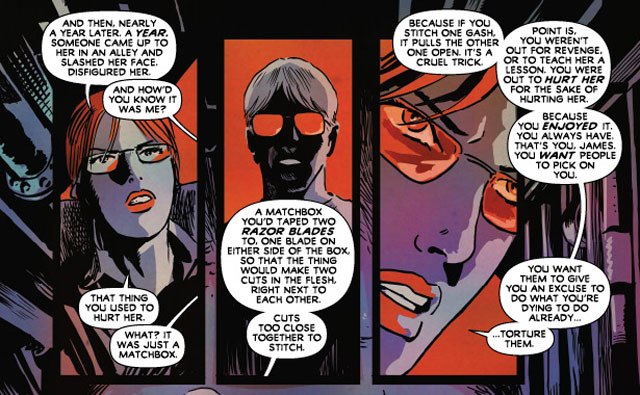 AND THEN, NEARLY
A YEAR LATER. A YEAR.
SOMEONE CAME UP TO
HER IN AN ALLEY AND
SLASHED HER FACE.
DISFIGURED HER.
AND HOW'D
YOU KNOW IT
WAS ME?
THAT THING
YOU USED TO
HURT HER.
WHAT? IT
WAS JUST A
MATCHBOX.
A MATCHBOX
YOU'D TAPED TWO
RAZOR BLADES
TO, ONE BLADE ON
EITHER SIDE OF THE BOX,
SO THAT THE THING
WOULD MAKE TWO
CUTS IN THE FLESH,
RIGHT NEXT TO
EACH OTHER.
CUTS
TOO CLOSE
TOGETHER TO
STITCH.
BECAUSE IF YOU
STITCH ONE GASH,
IT PULLS THE OTHER
ONE OPEN. IT'S A
CRUEL TRICK.
POINT IS,
YOU WEREN'T
OUT FOR REVENGE,
OR TO TEACH HER A
LESSON. YOU WERE
OUT TO HURT HER
FOR THE SAKE OF
HURTING HER.
BECAUSE
YOU ENJOYED IT.
YOU ALWAYS HAVE.
THAT'S YOU, JAMES.
YOU WANT PEOPLE
TO PICK ON
YOU.
YOU WANT
THEM TO GIVE
YOU AN EXCUSE TO
DO WHAT YOU'RE
DYING TO DO
ALREADY...
...TORTURE
THEM.